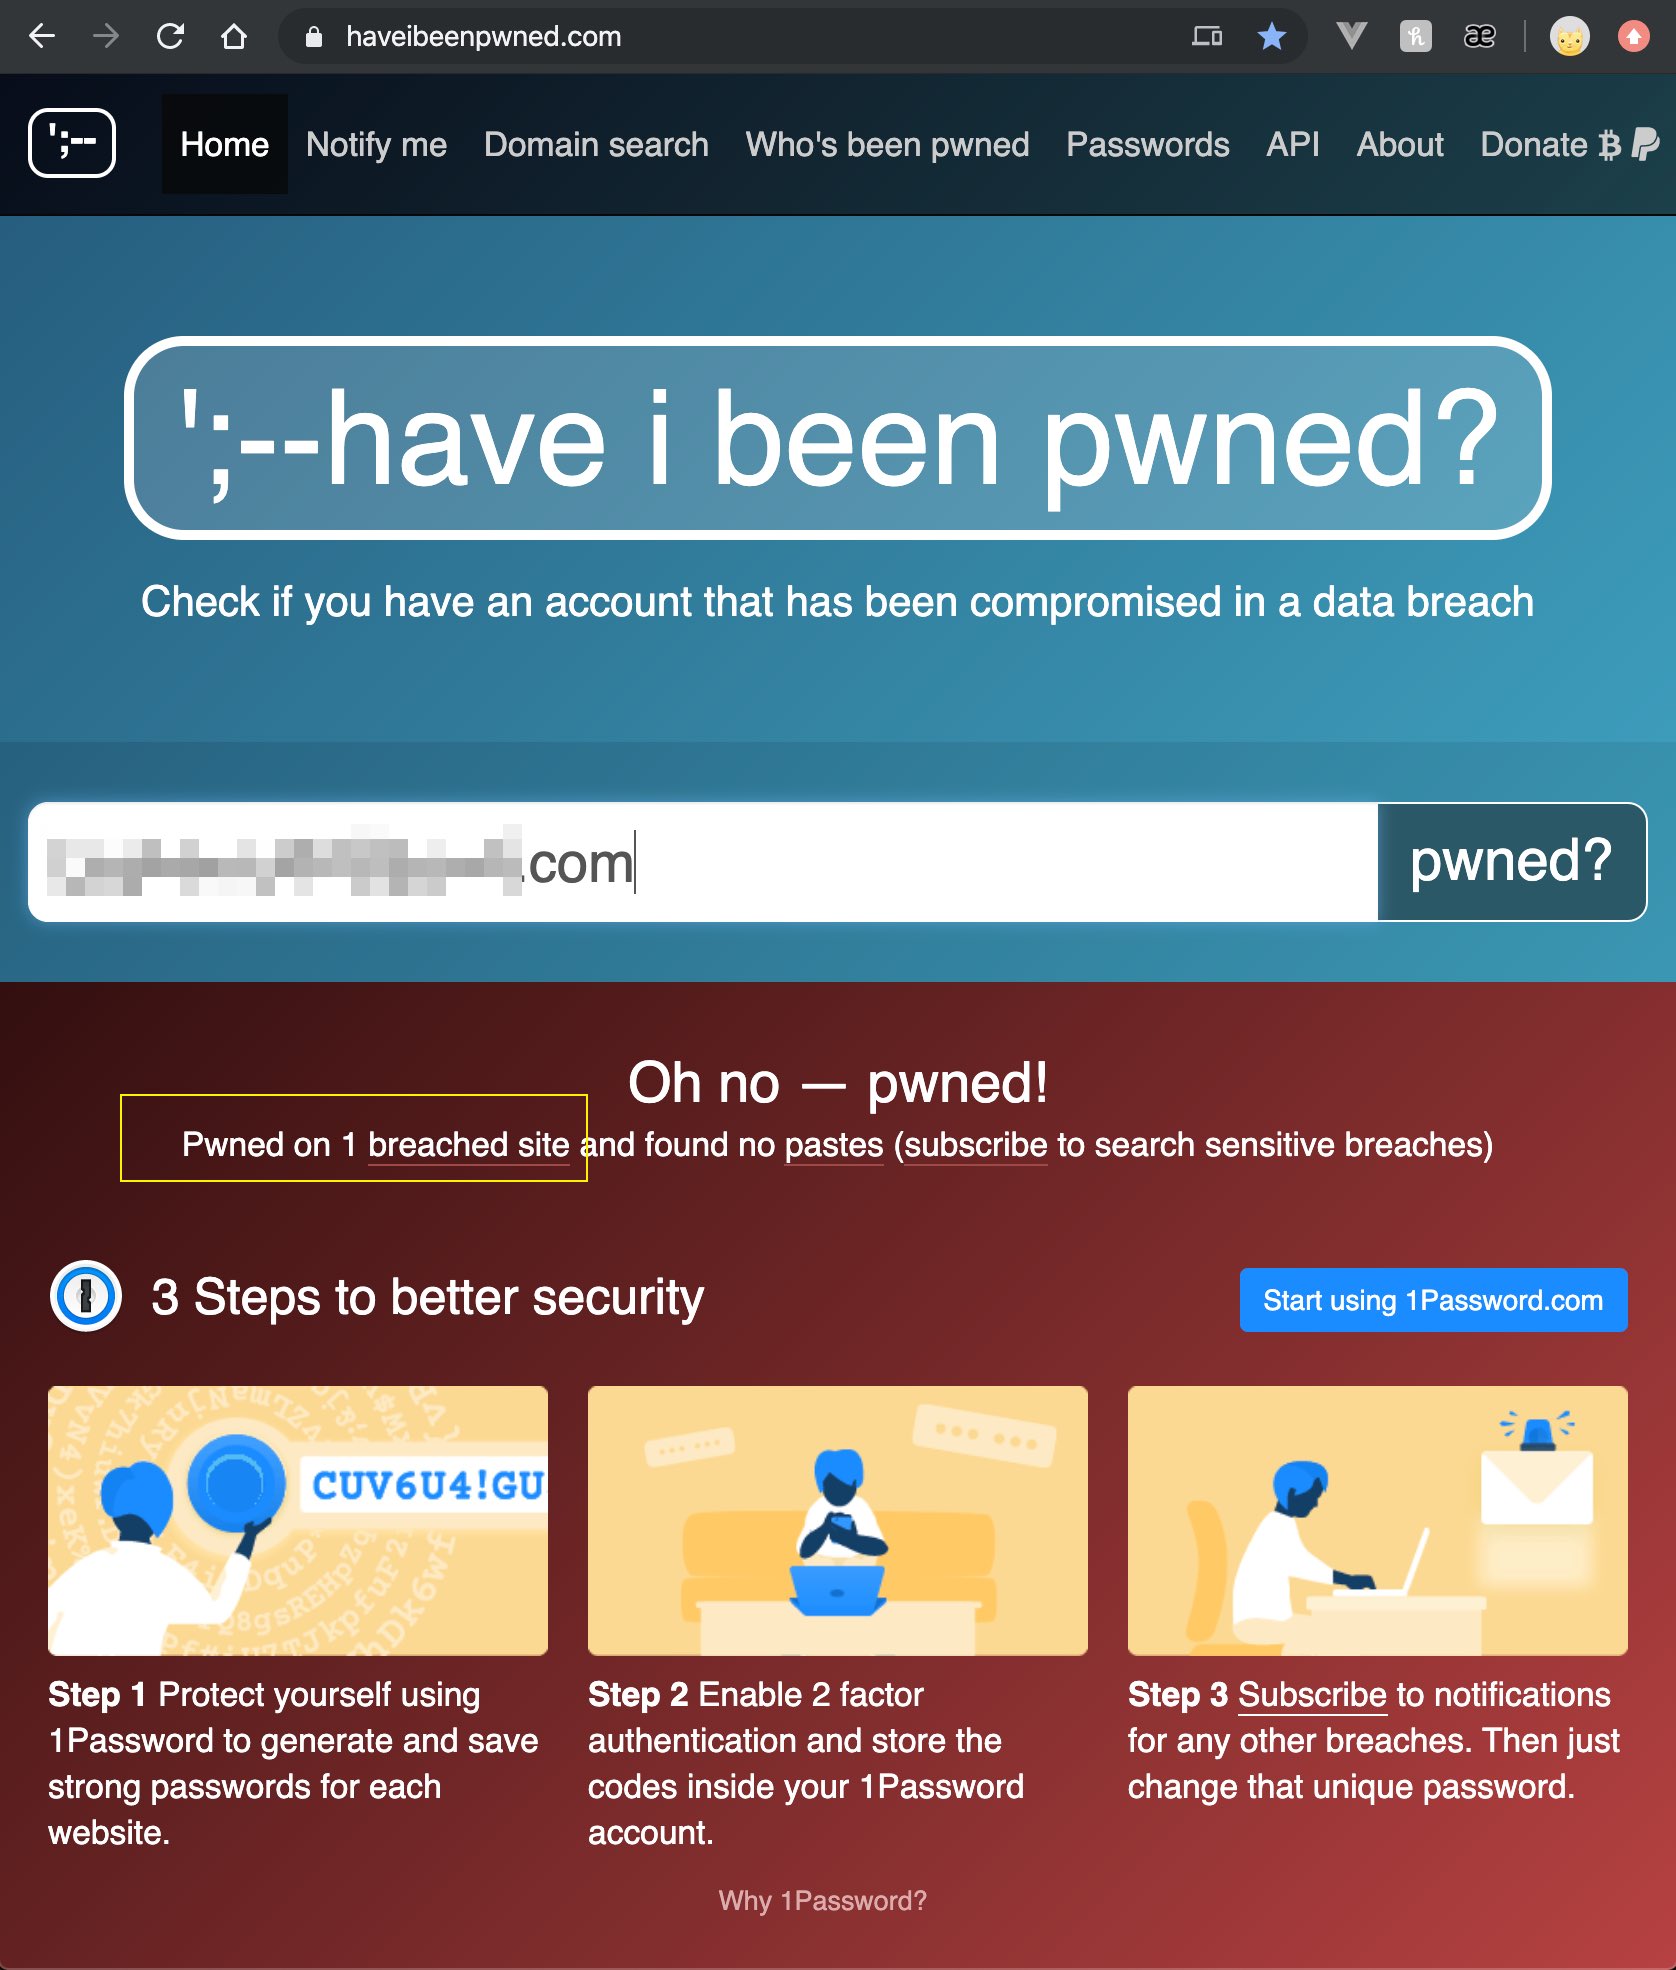 haveibeenpwned.com
';--
Home Notify me Domain search Who's been pwned Passwords API About Donate
';--have i been pwned?
Check if you have an account that has been compromised in a data breach
.com
pwned?
Oh no — pwned!
Pwned on 1 breached site and found no pastes (subscribe to search sensitive breaches)
3 Steps to better security
Start using 1Password.com
CUV6U4!GU
Step 1 Protect yourself using
1Password to generate and save
strong passwords for each
website.
Step 2 Enable 2 factor
authentication and store the
codes inside your 1Password
account.
Step 3 Subscribe to notifications
for any other breaches. Then just
change that unique password.
Why 1Password?